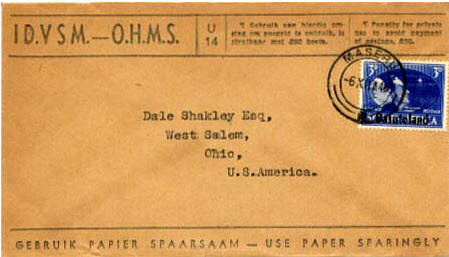 I.D.V.S.M.—O.H.M.S.
U
14
'T Gebruik van hierdie om-
slag om posgeld te ontduik, is
strafbaar met £50 boete.
'T Penalty for private
use to avoid payment
of postage, £50.
MASERU
3D
Basutoland
Dale Shakley Esq,
West Salem,
Ohio,
U.S.America.
GEBRUIK PAPIER SPAARSAAM — USE PAPER SPARINGLY